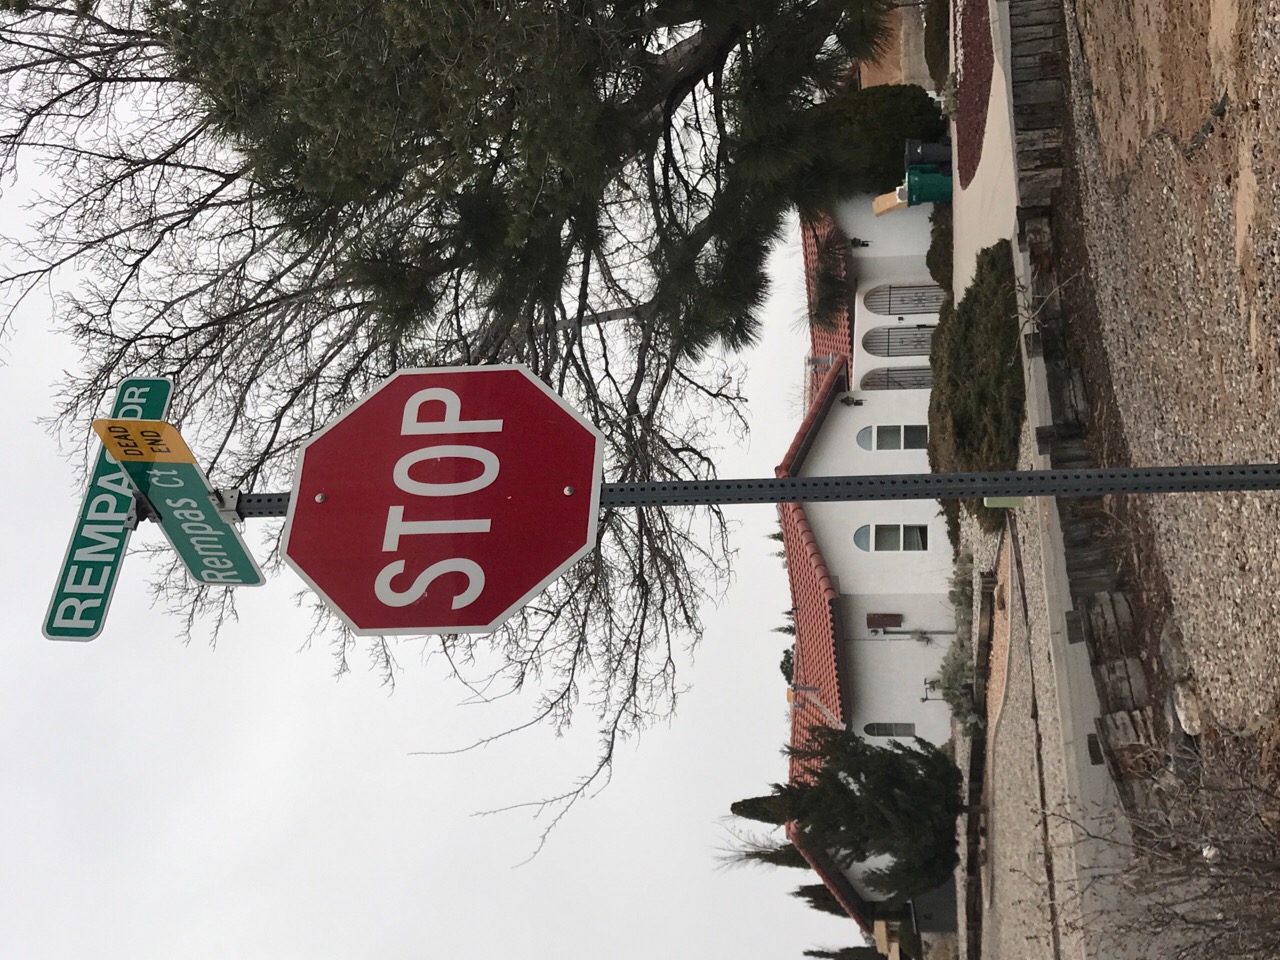 REMPAS DR
DEAD
END
Rempas Ct
STOP